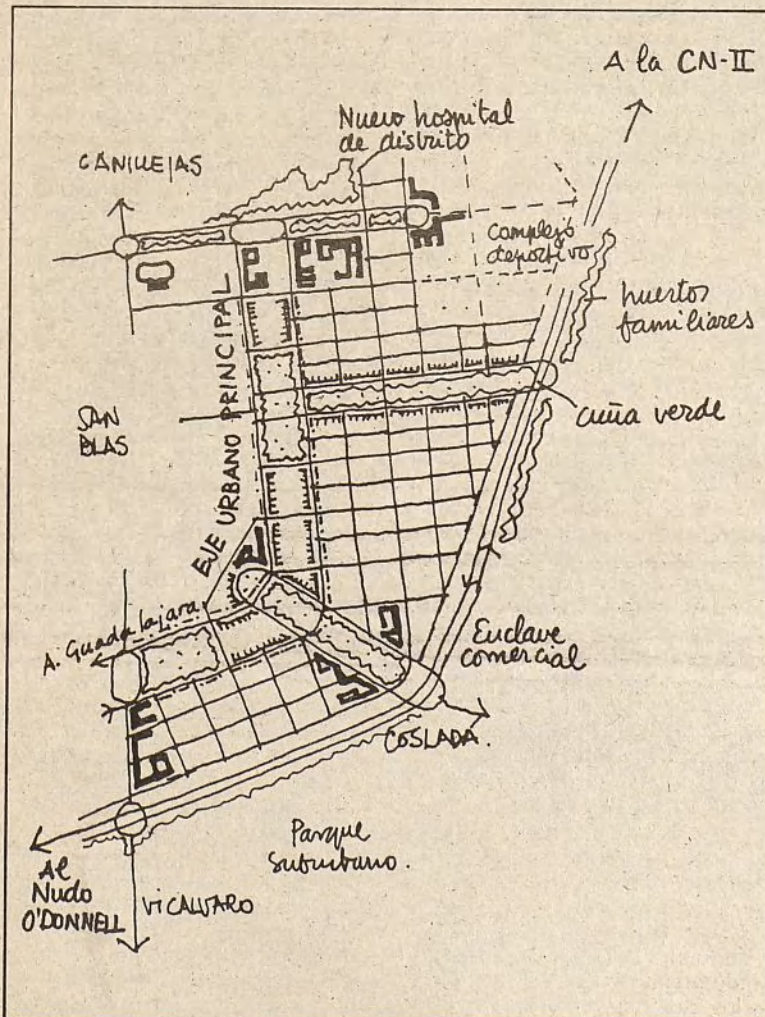 A la CN-II
Nuevo hospital
de distrito
CANILLEJAS
Complejo
deportivo
huertos
familiares
cuña verde
SAN
BLAS
EJE URBANO PRINCIPAL
A. Guadalajara
Enclave
comercial
COSLADA.
Parque
Suburbano.
Al
Nudo
O'DONNELL
VICALVARO